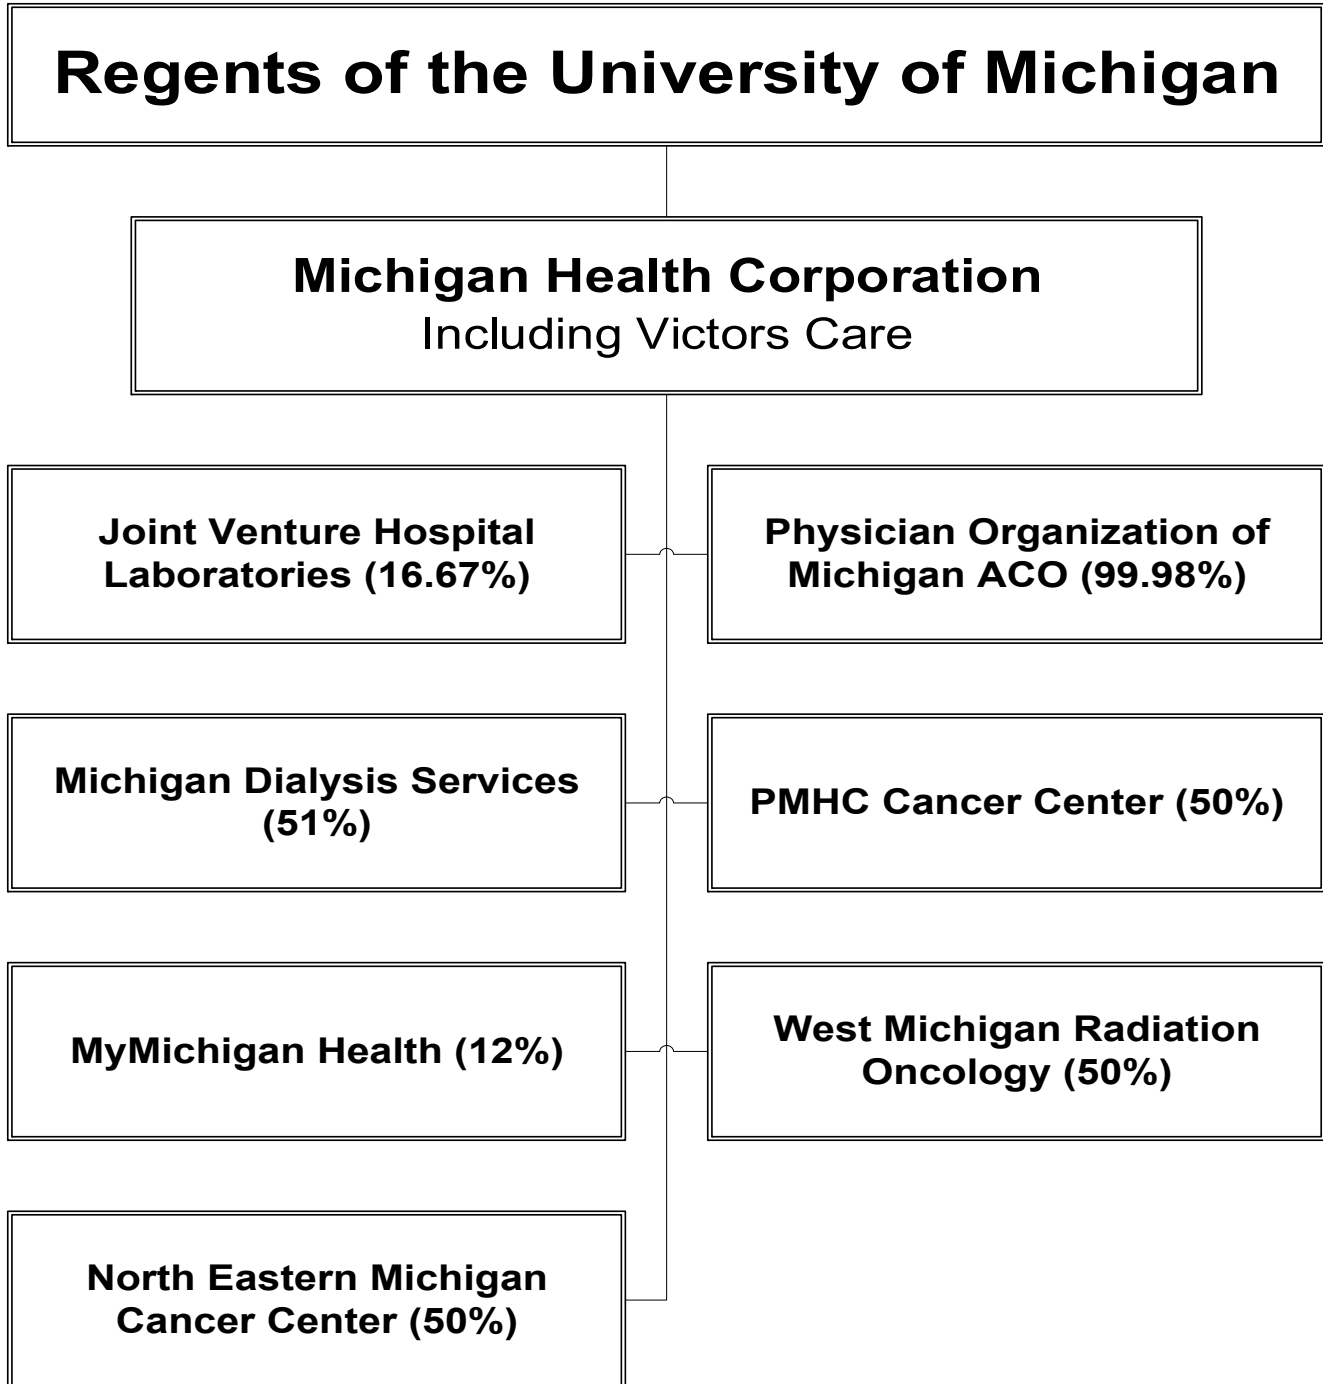 Regents of the University of Michigan
Michigan Health Corporation
Including Victors Care
Joint Venture Hospital
Laboratories (16.67%)
Physician Organization of
Michigan ACO (99.98%)
Michigan Dialysis Services
(51%)
PMHC Cancer Center (50%)
MyMichigan Health (12%)
West Michigan Radiation
Oncology (50%)
North Eastern Michigan
Cancer Center (50%)